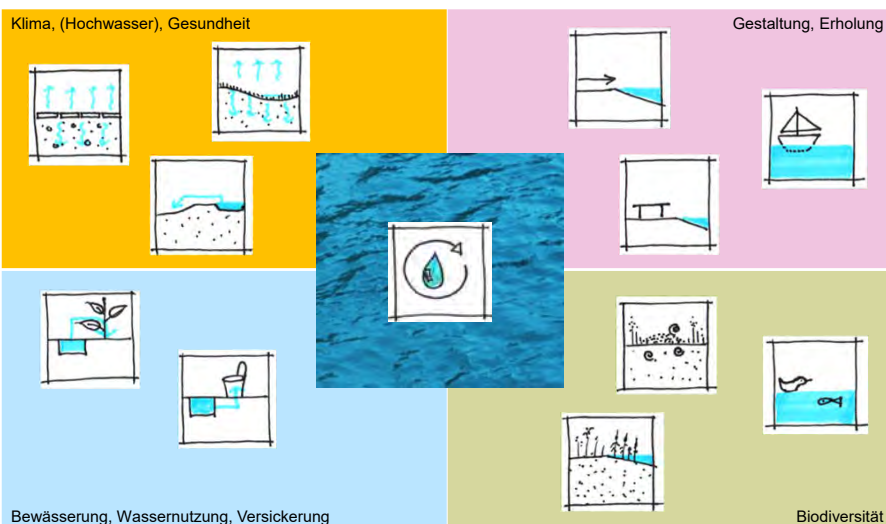 Klima, (Hochwasser), Gesundheit
Gestaltung, Erholung
Bewässerung, Wassernutzung, Versickerung
Biodiversität